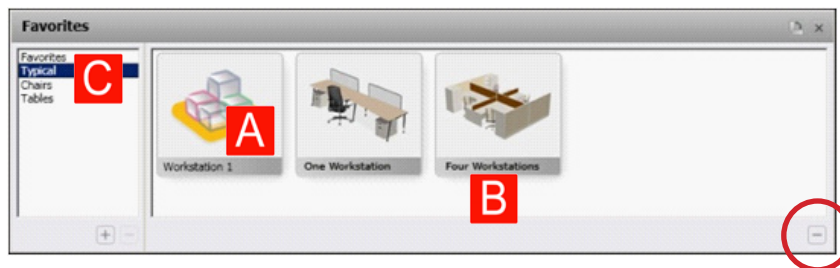 Favorites
Favorites
Typical
Chairs
Tables
C
A
Workstation 1
One Workstation
Four Workstations
B